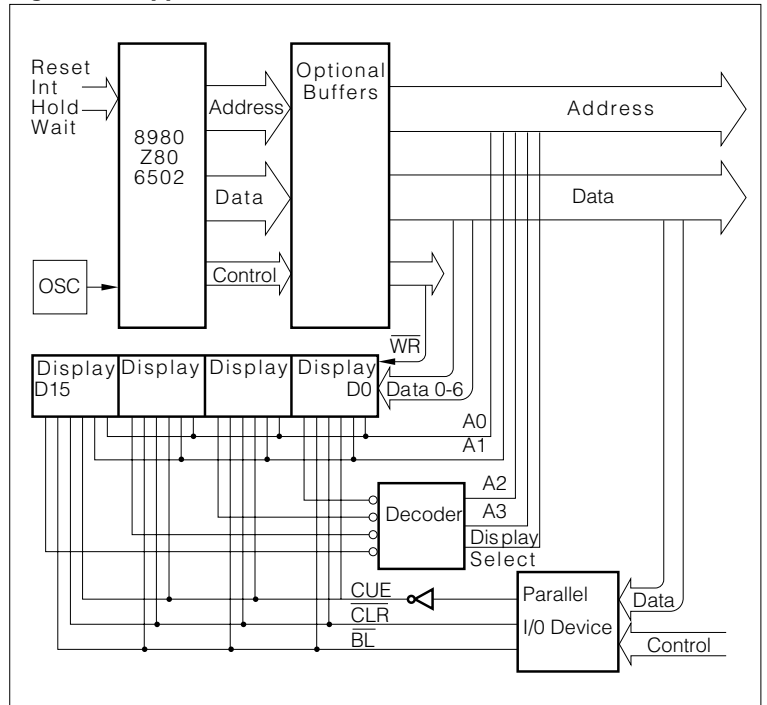 Reset
Int
Hold
Wait
8980
Z80
6502
OSC
Address
Data
Control
Optional
Buffers
Address
Data
WR
Display
D15
Display
Display
Display
D0
Data 0-6
A0
A1
Decoder
A2
A3
Display
Select
CUE
CLR
BL
Parallel
I/0 Device
Data
Control